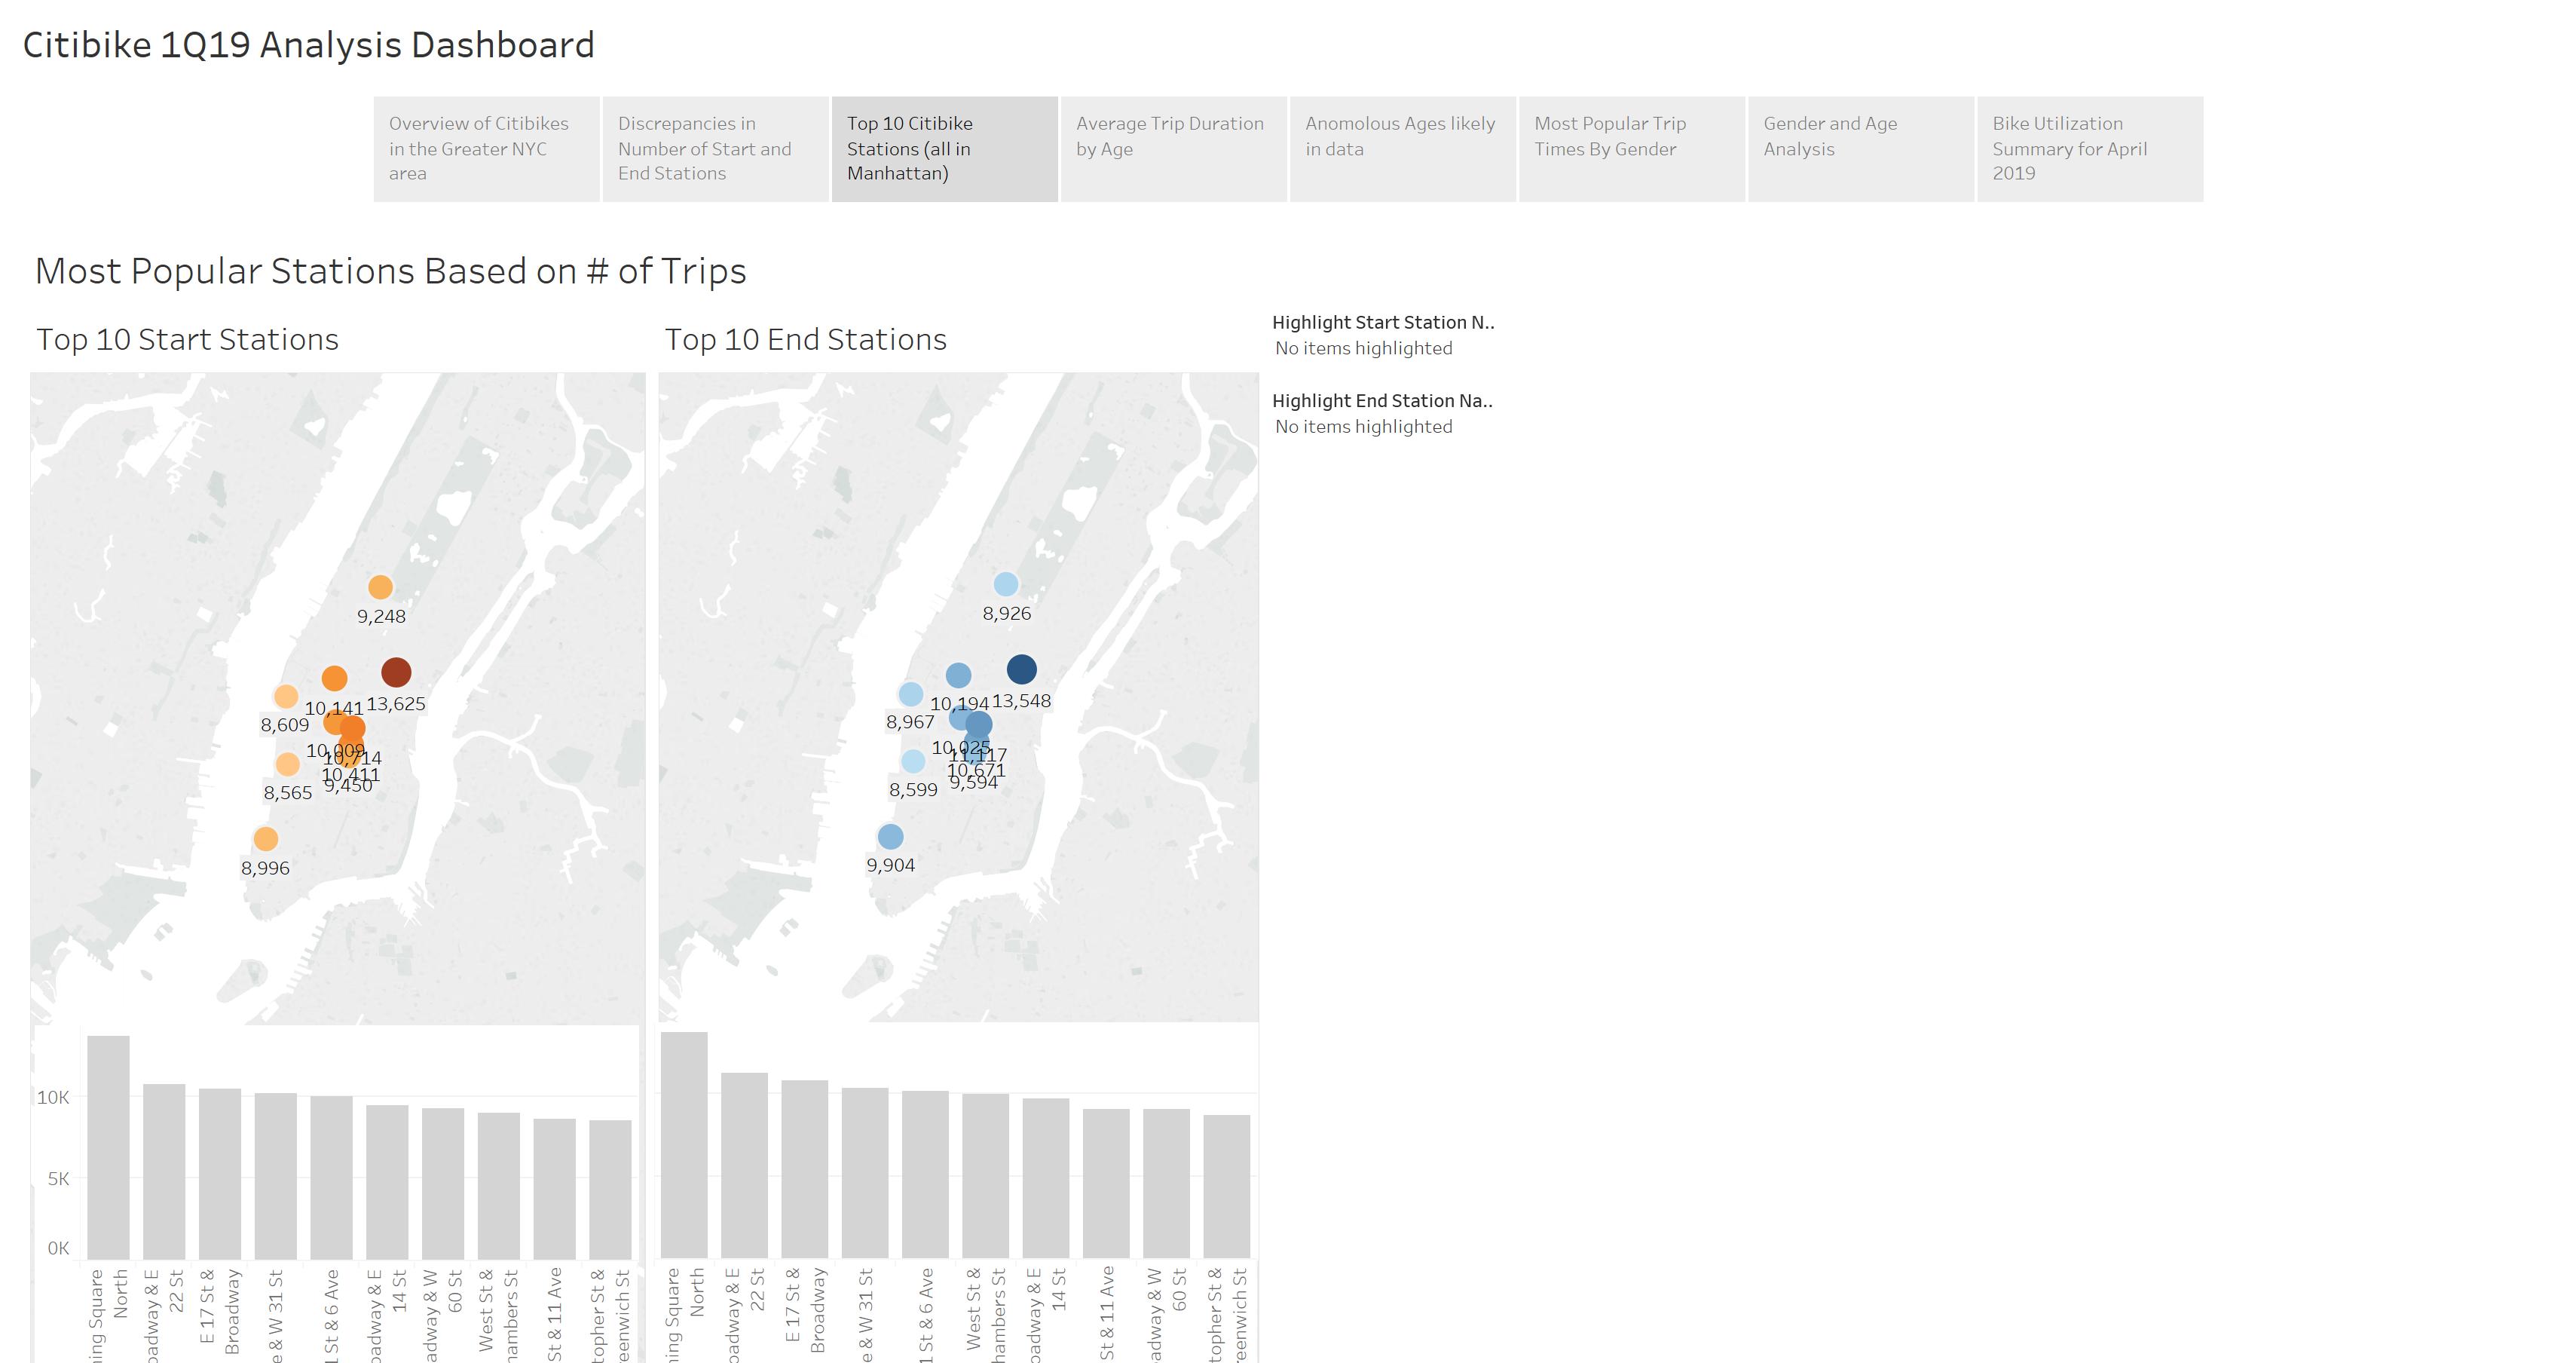 Citibike 1Q19 Analysis Dashboard
Overview of Citibikes
in the Greater NYC
area
Discrepancies in
Number of Start and
End Stations
Top 10 Citibike
Stations (all in
Manhattan)
Average Trip Duration
by Age
Anomolous Ages likely
in data
Most Popular Trip
Times By Gender
Gender and Age
Analysis
Bike Utilization
Summary for April
2019
Most Popular Stations Based on # of Trips
Top 10 Start Stations
9,248
13,625
10,141
8,609
10,009
10,714
10,411
9,450
8,565
8,996
Top 10 End Stations
8,926
13,548
10,194
8,967
10,025
11,117
10,671
9,594
8,599
9,904
Highlight Start Station N..
No items highlighted
Highlight End Station Na..
No items highlighted
10K
5K
0K
ning Square
North
oadway & E
22 St
E 17 St &
Broadway
e & W 31 St
1 St & 6 Ave
oadway & E
14 St
adway & W
60 St
West St &
hambers St
St & 11 Ave
topher St &
reenwich St
ning Square
North
oadway & E
22 St
E 17 St &
Broadway
e & W 31 St
1 St & 6 Ave
West St &
hambers St
oadway & E
14 St
St & 11 Ave
adway & W
60 St
topher St &
reenwich St